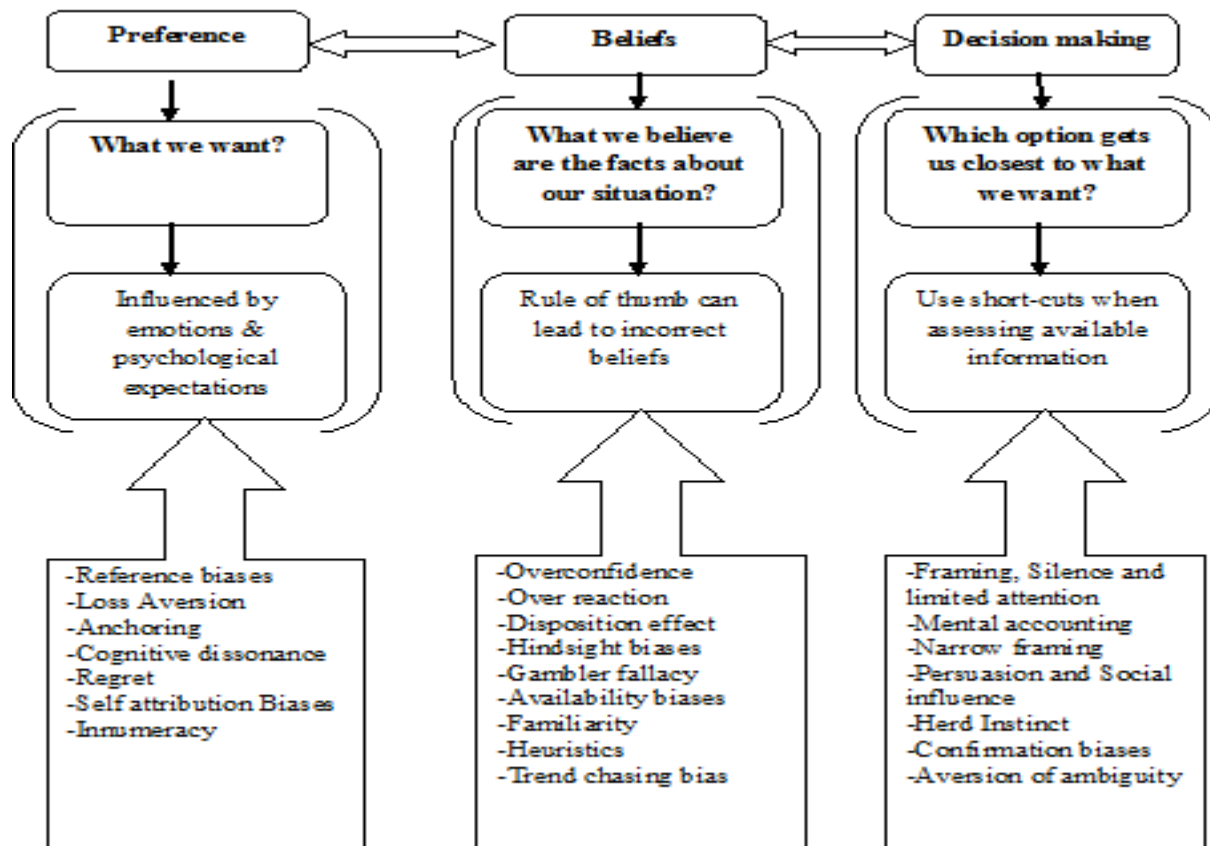 Preference
Beliefs
Decision making
What we want?
What we believe
are the facts about
our situation?
Which option gets
us closest to what
we want?
Influenced by
emotions &
psychological
expectations
Rule of thumb can
lead to incorrect
beliefs
Use short-cuts when
assessing available
information
-Reference biases
-Loss Aversion
-Anchoring
-Cognitive dissonance
-Regret
-Self attribution Biases
-Innumeracy
-Overconfidence
-Over reaction
-Disposition effect
-Hindsight biases
-Gambler fallacy
-Availability biases
-Familiarity
-Heuristics
-Trend chasing bias
-Framing, Silence and
limited attention
-Mental accounting
-Narrow framing
-Persuasion and Social
influence
-Herd Instinct
-Confirmation biases
-Aversion of ambiguity